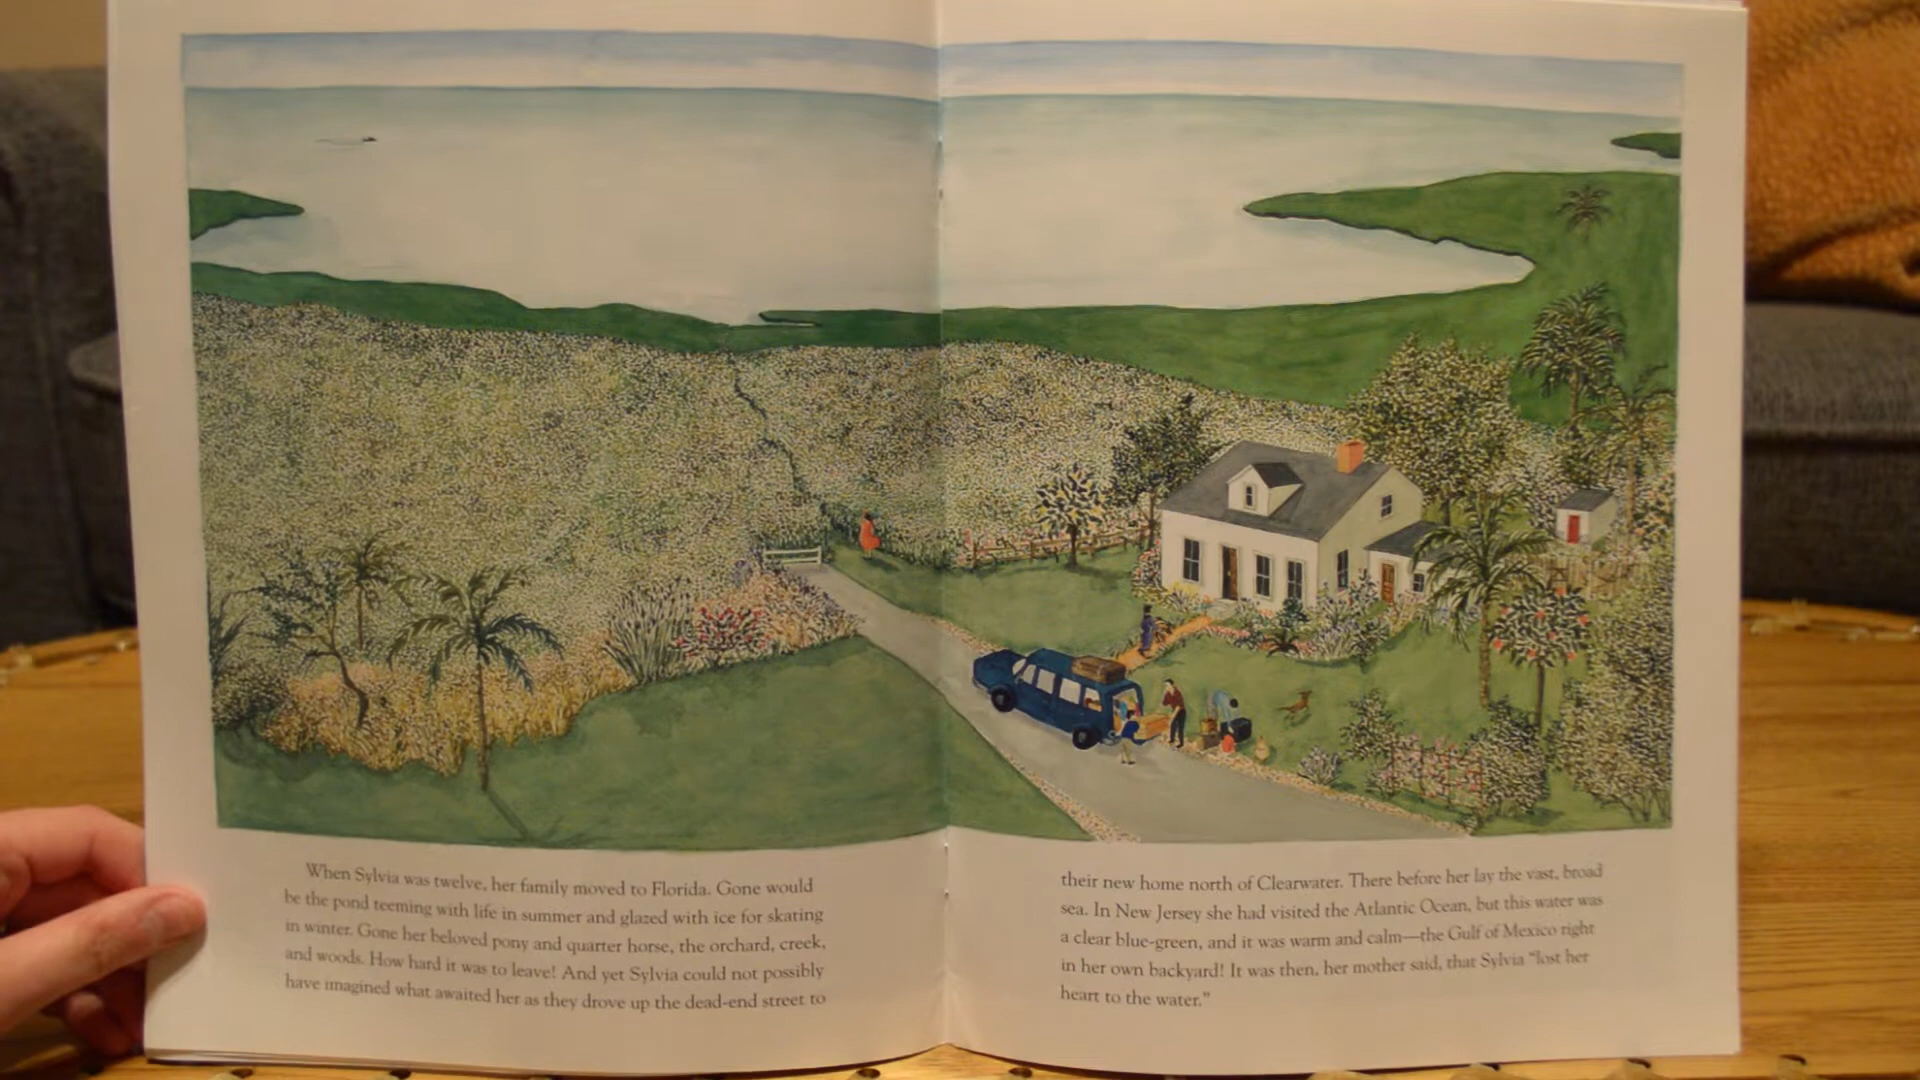 When Sylvia was twelve, her family moved to Florida. Gone would
be the pond teeming with life in summer and glazed with ice for skating
in winter. Gone her beloved pony and quarter horse, the orchard, creek,
and woods. How hard it was to leave! And yet Sylvia could not possibly
have imagined what awaited her as they drove up the dead-end street to
their new home north of Clearwater. There before her lay the vast, broad
sea. In New Jersey she had visited the Atlantic Ocean, but this water was
a clear blue-green, and it was warm and calm—the Gulf of Mexico right
in her own backyard! It was then, her mother said, that Sylvia “lost her
heart to the water.”